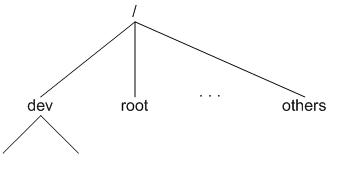 /
dev root . . . others